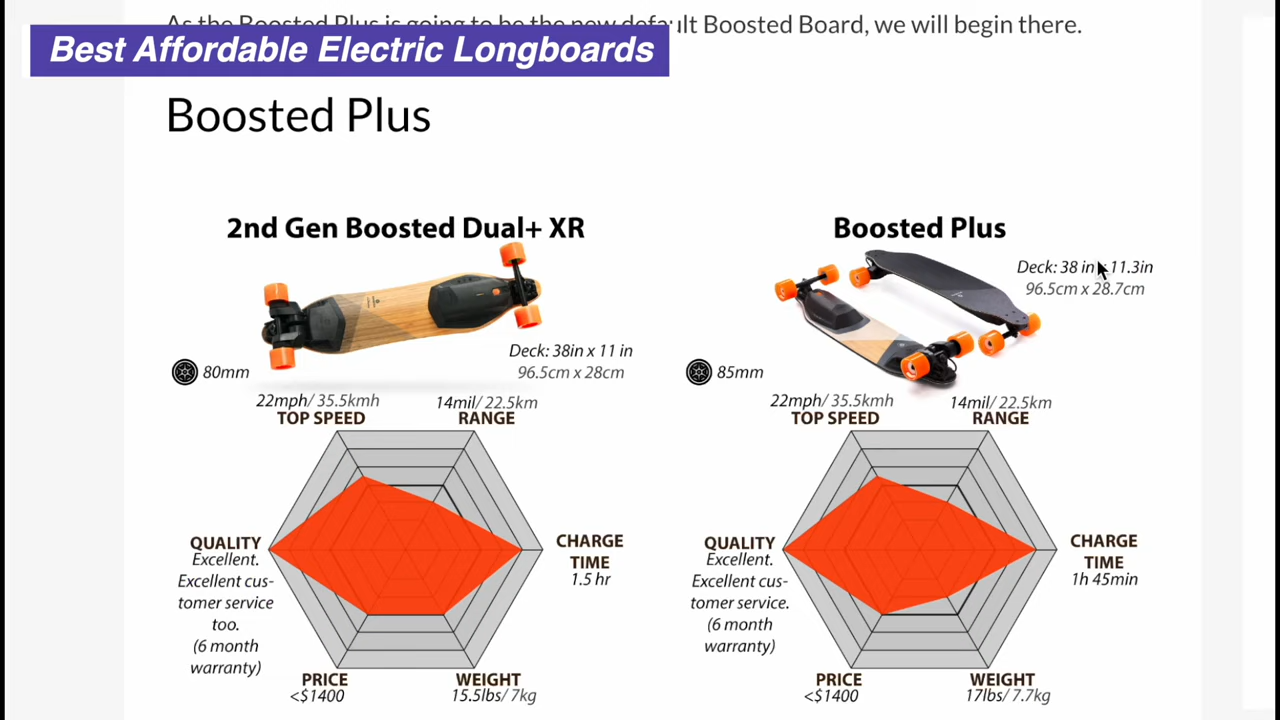 As the Boosted Plus is going to be the new default Boosted Board, we will begin there.
Best Affordable Electric Longboards
Boosted Plus
2nd Gen Boosted Dual+ XR
Deck: 38in x 11 in
96.5cm x 28cm
80mm
22mph/ 35.5kmh
TOP SPEED
14mil/ 22.5km
RANGE
QUALITY
Excellent.
Excellent cus-
tomer service
too.
(6 month
warranty)
CHARGE
TIME
1.5 hr
PRICE
<$1400
WEIGHT
15.5lbs/ 7kg
Boosted Plus
Deck: 38 in x 11.3in
96.5cm x 28.7cm
85mm
22mph/ 35.5kmh
TOP SPEED
14mil/ 22.5km
RANGE
QUALITY
Excellent.
Excellent cus-
tomer service.
(6 month
warranty)
CHARGE
TIME
1h 45min
PRICE
<$1400
WEIGHT
17lbs/ 7.7kg